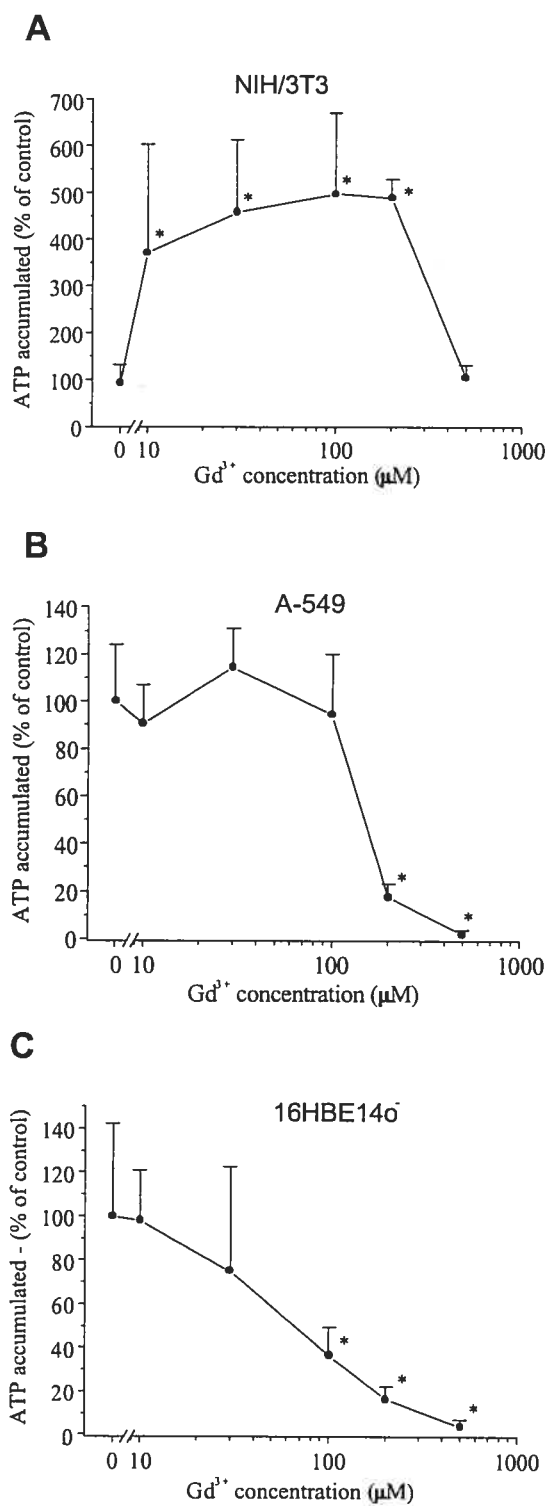 A
NIH/3T3
ATP accumulated (% of control)
700
600
500
400
300
200
100
0
*
*
*
*
0 10 100 1000
Gd³⁺ concentration (μM)
B
A-549
ATP accumulated (% of control)
140
120
100
80
60
40
20
0
*
*
0 10 100 1000
Gd³⁺ concentration (μM)
C
16HBE14o⁻
ATP accumulated - (% of control)
140
120
100
80
60
40
20
0
*
*
*
0 10 100 1000
Gd³⁺ concentration (μM)